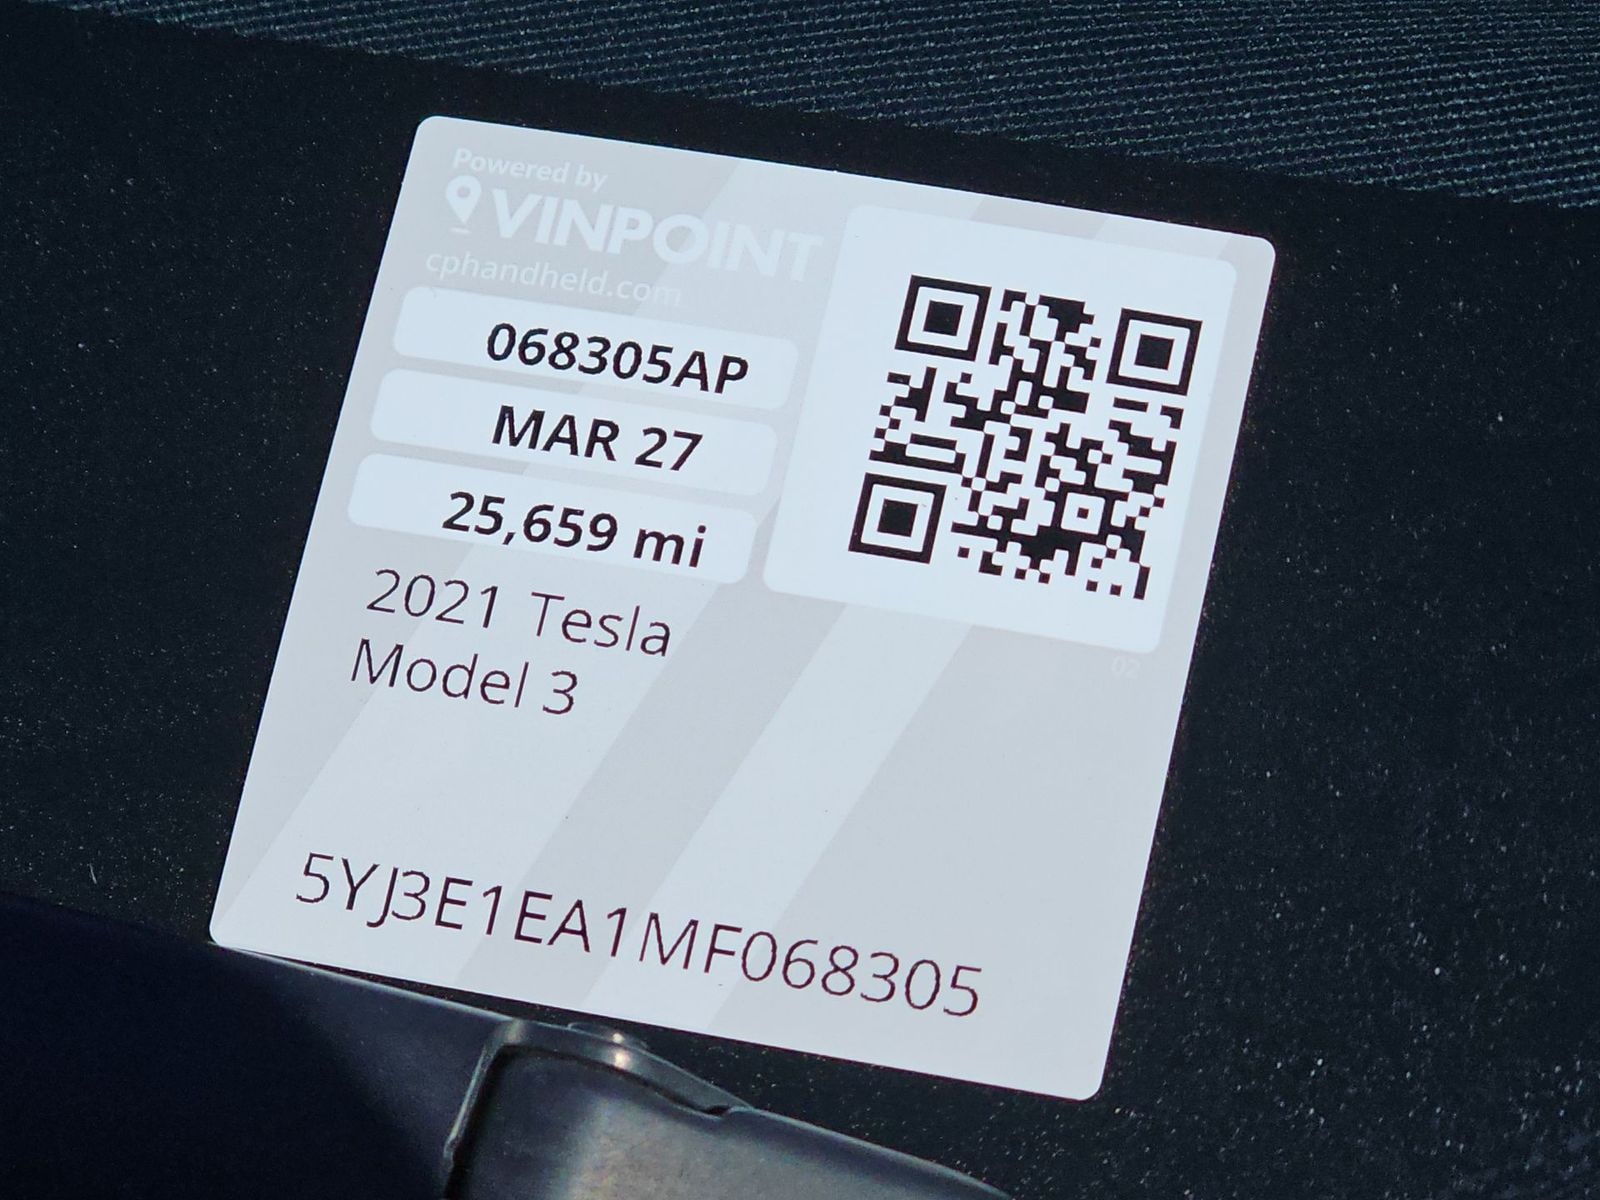 Powered by
VINPOINT
cphandheld.com
068305AP
MAR 27
25,659 mi
2021 Tesla
Model 3
02
5YJ3E1EA1MF068305